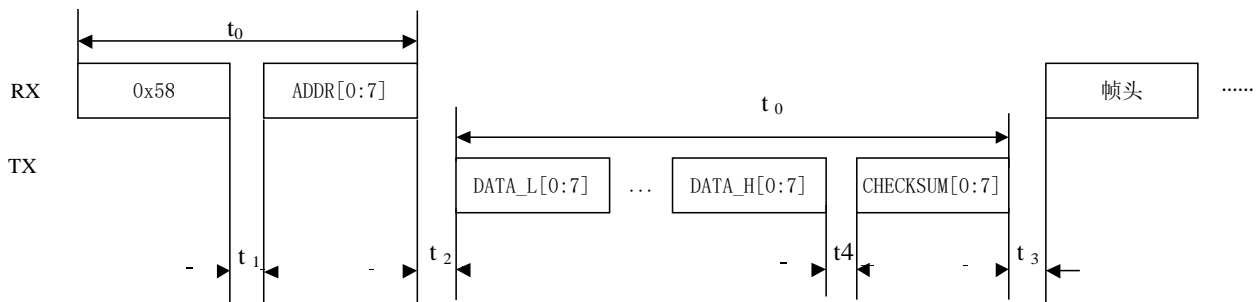 t0
RX 0x58 ADDR[0:7] 帧头 ......
t 0
TX DATA_L[0:7] ... DATA_H[0:7] CHECKSUM[0:7]
t 1 t 2 t4 t 3